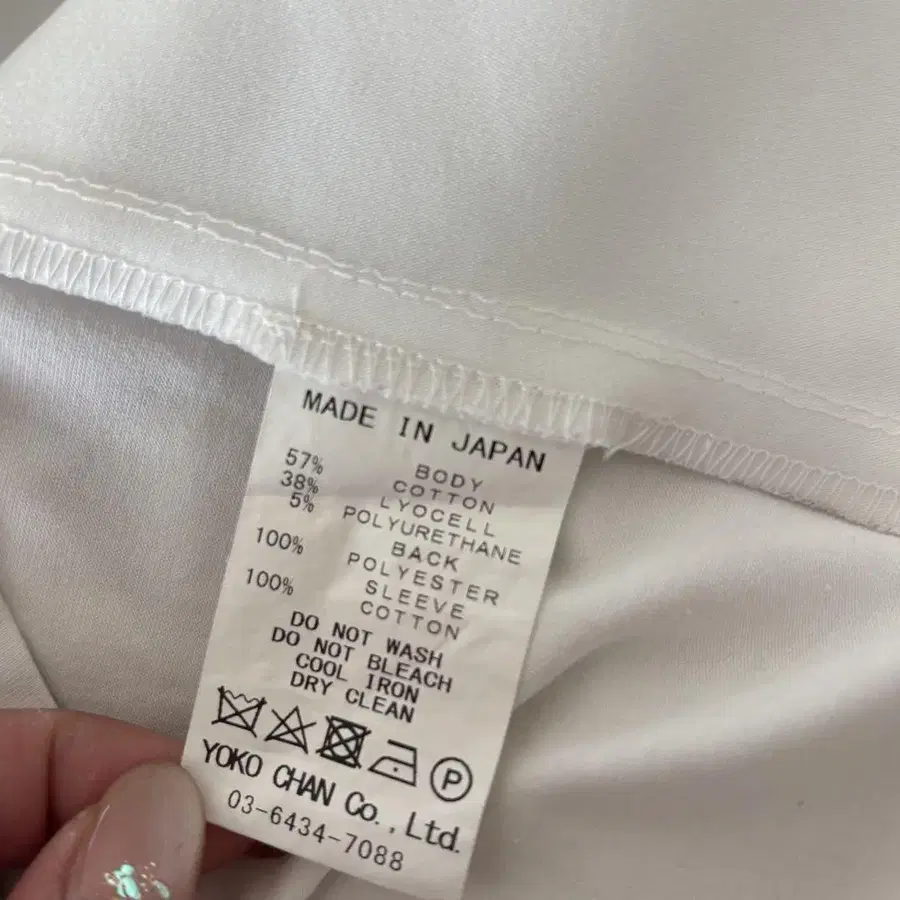 MADE IN JAPAN
BODY
57% COTTON
38% LYOCELL
5% POLYURETHANE
BACK
100% POLYESTER
SLEEVE
100% COTTON
DO NOT WASH
DO NOT BLEACH
COOL IRON
DRY CLEAN
P
YOKO CHAN Co.,Ltd.
03-6434-7088